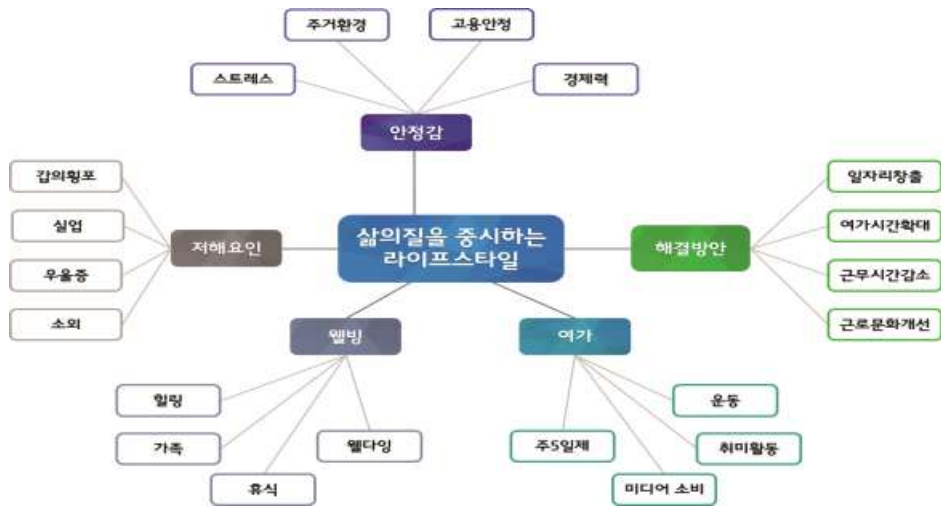 주거환경
고용안정
스트레스
경제력
안정감
갑의횡포
일자리창출
실업
여가시간확대
저해요인
삶의질을 중시하는
라이프스타일
해결방안
우울증
근무시간감소
소외
근로문화개선
웰빙
여가
힐링
운동
가족
웰다잉
주5일제
취미활동
휴식
미디어 소비